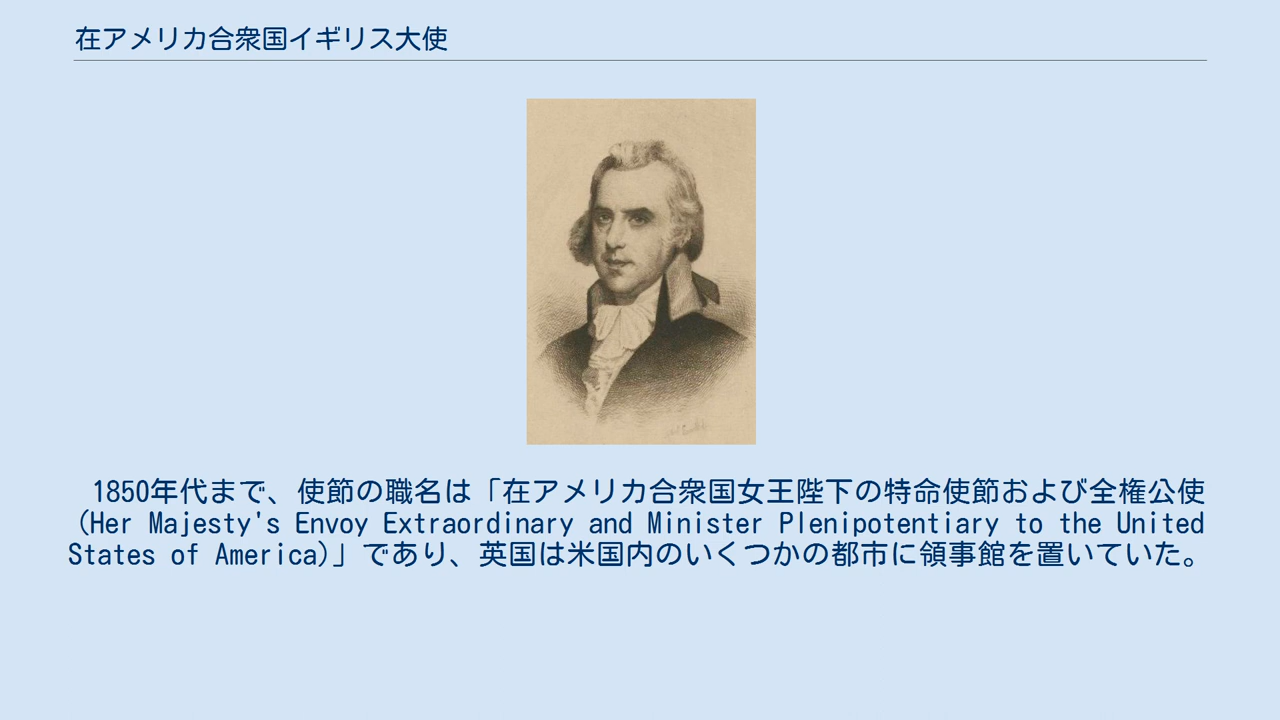 在アメリカ合衆国イギリス大使
1850年代まで、使節の職名は「在アメリカ合衆国女王陛下の特命使節および全権公使
(Her Majesty's Envoy Extraordinary and Minister Plenipotentiary to the United
States of America)」であり、英国は米国内のいくつかの都市に領事館を置いていた。